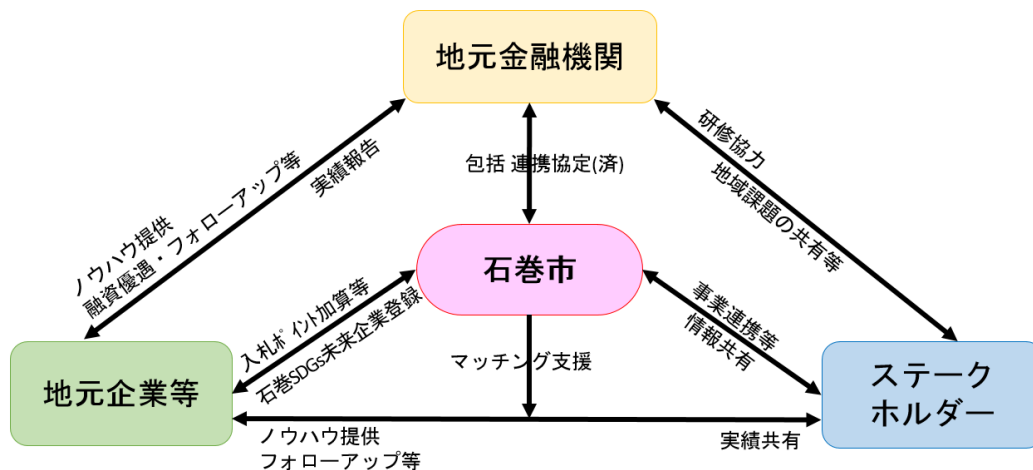 地元金融機関
ノウハウ提供
融資優遇・フォローアップ等
実績報告
包括 連携協定(済)
研修協力
地域課題の共有等
石巻市
入札ﾎﾟｲﾝﾄ加算等
石巻SDGs未来企業登録
マッチング支援
事業連携等
情報共有
地元企業等
ステーク
ホルダー
ノウハウ提供
フォローアップ等
実績共有